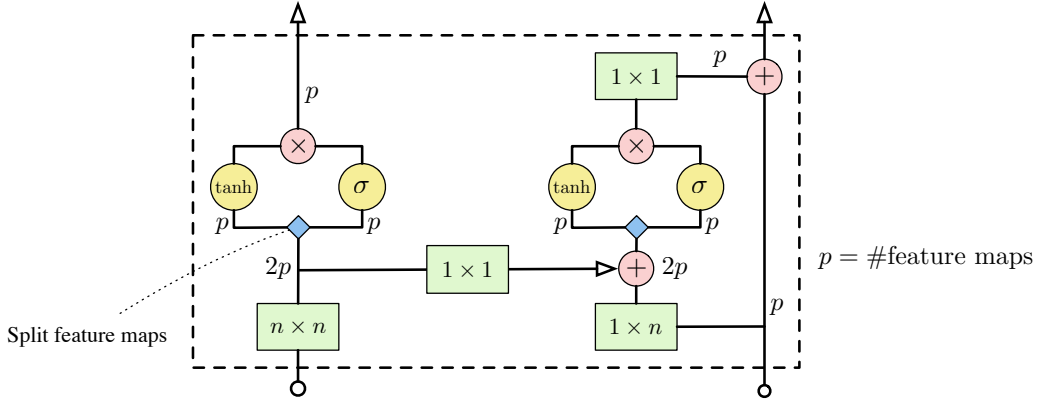 p
1 × 1
p
+
×
×
tanh
σ
tanh
σ
p
p
p
p
2p
1 × 1
+
2p
p = #feature maps
n × n
1 × n
p
Split feature maps